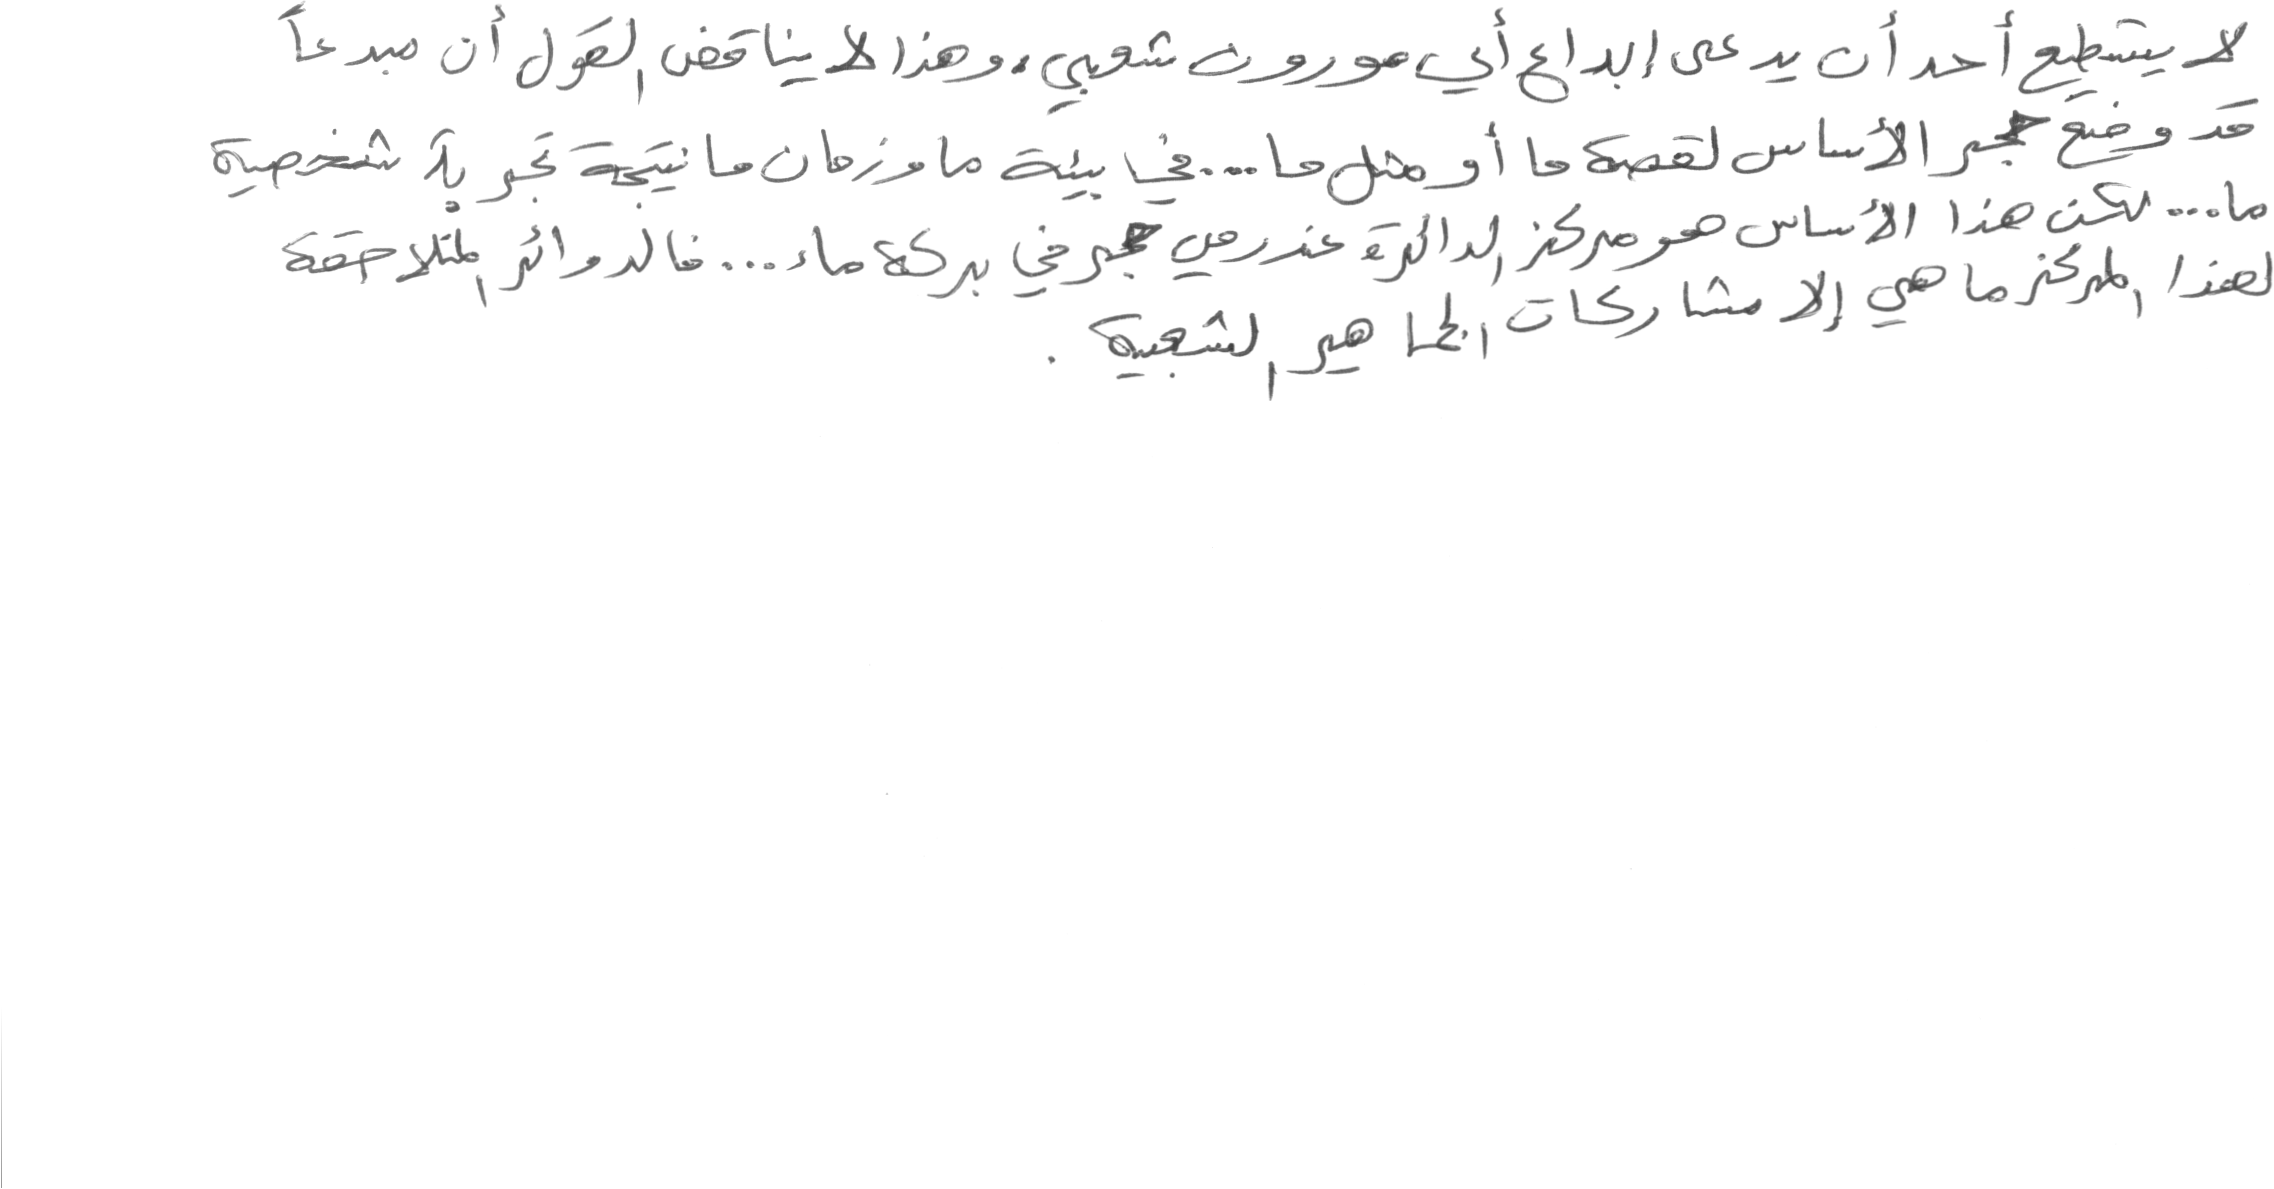 لا يستطيع أحد أن يدعى إبداع أي موروث شعبي، وهذا لا يناقض القول أن مبدعاً
قد وضع حجر الأساس لقصة ما أو مثل ما... في بيئة ما وزمان ما نتيجة تجربة شخصية
ما... لكن هذا الأساس هو مركز الدائرة عند رمي حجر في بركة ماء... فالدوائر المتلاحقة
لهذا المركز ما هي إلا مشاركات الجماهير الشعبية.